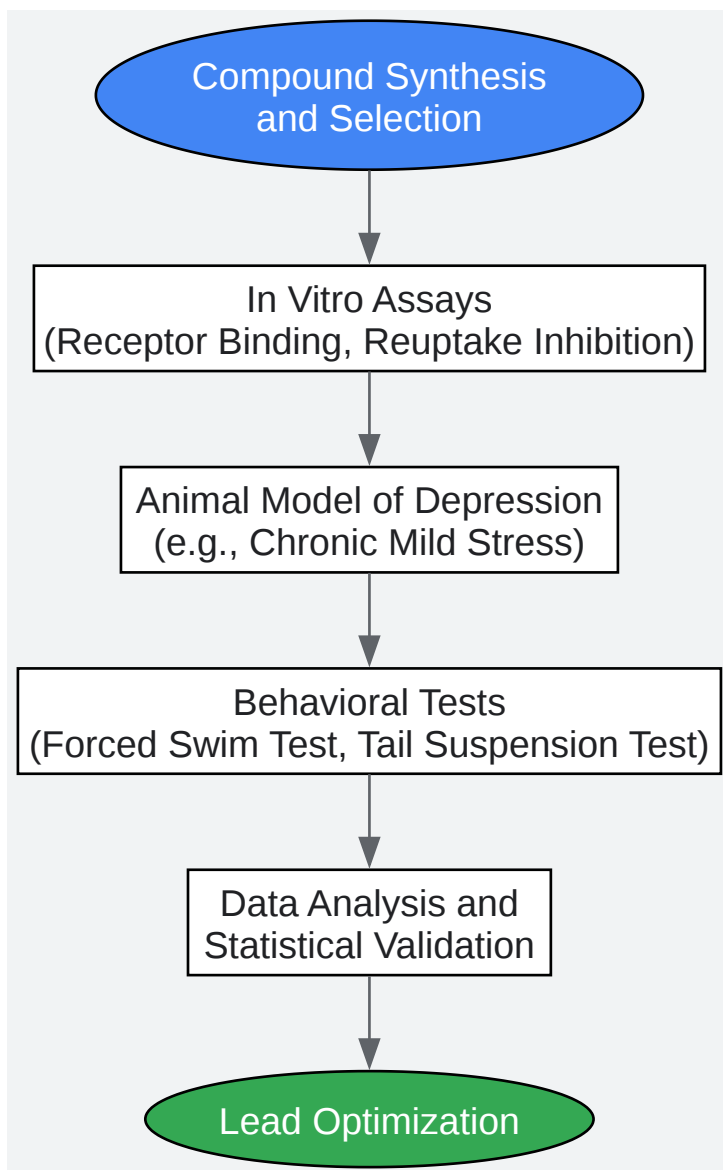 Compound Synthesis
and Selection
In Vitro Assays
(Receptor Binding, Reuptake Inhibition)
Animal Model of Depression
(e.g., Chronic Mild Stress)
Behavioral Tests
(Forced Swim Test, Tail Suspension Test)
Data Analysis and
Statistical Validation
Lead Optimization